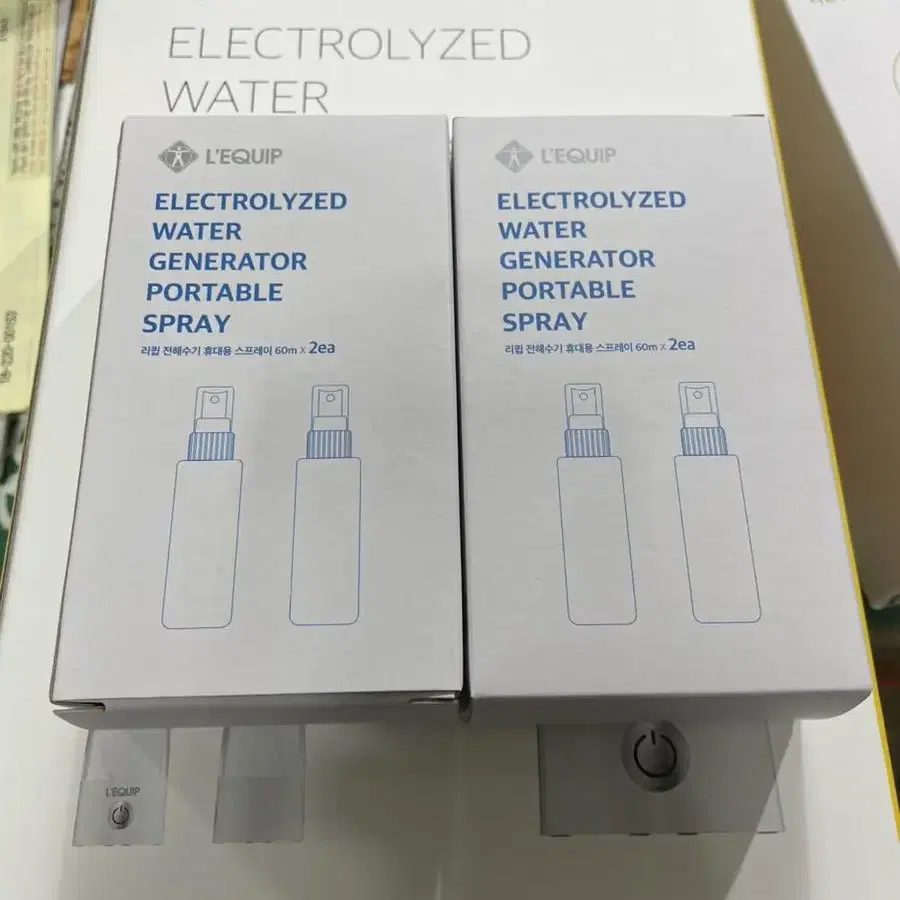 ELECTROLYZED
WATER
L'EQUIP
ELECTROLYZED
WATER
GENERATOR
PORTABLE
SPRAY
리큅 전해수기 휴대용 스프레이 60m x 2ea
L'EQUIP
ELECTROLYZED
WATER
GENERATOR
PORTABLE
SPRAY
리큅 전해수기 휴대용 스프레이 60m x 2ea
L'EQUIP